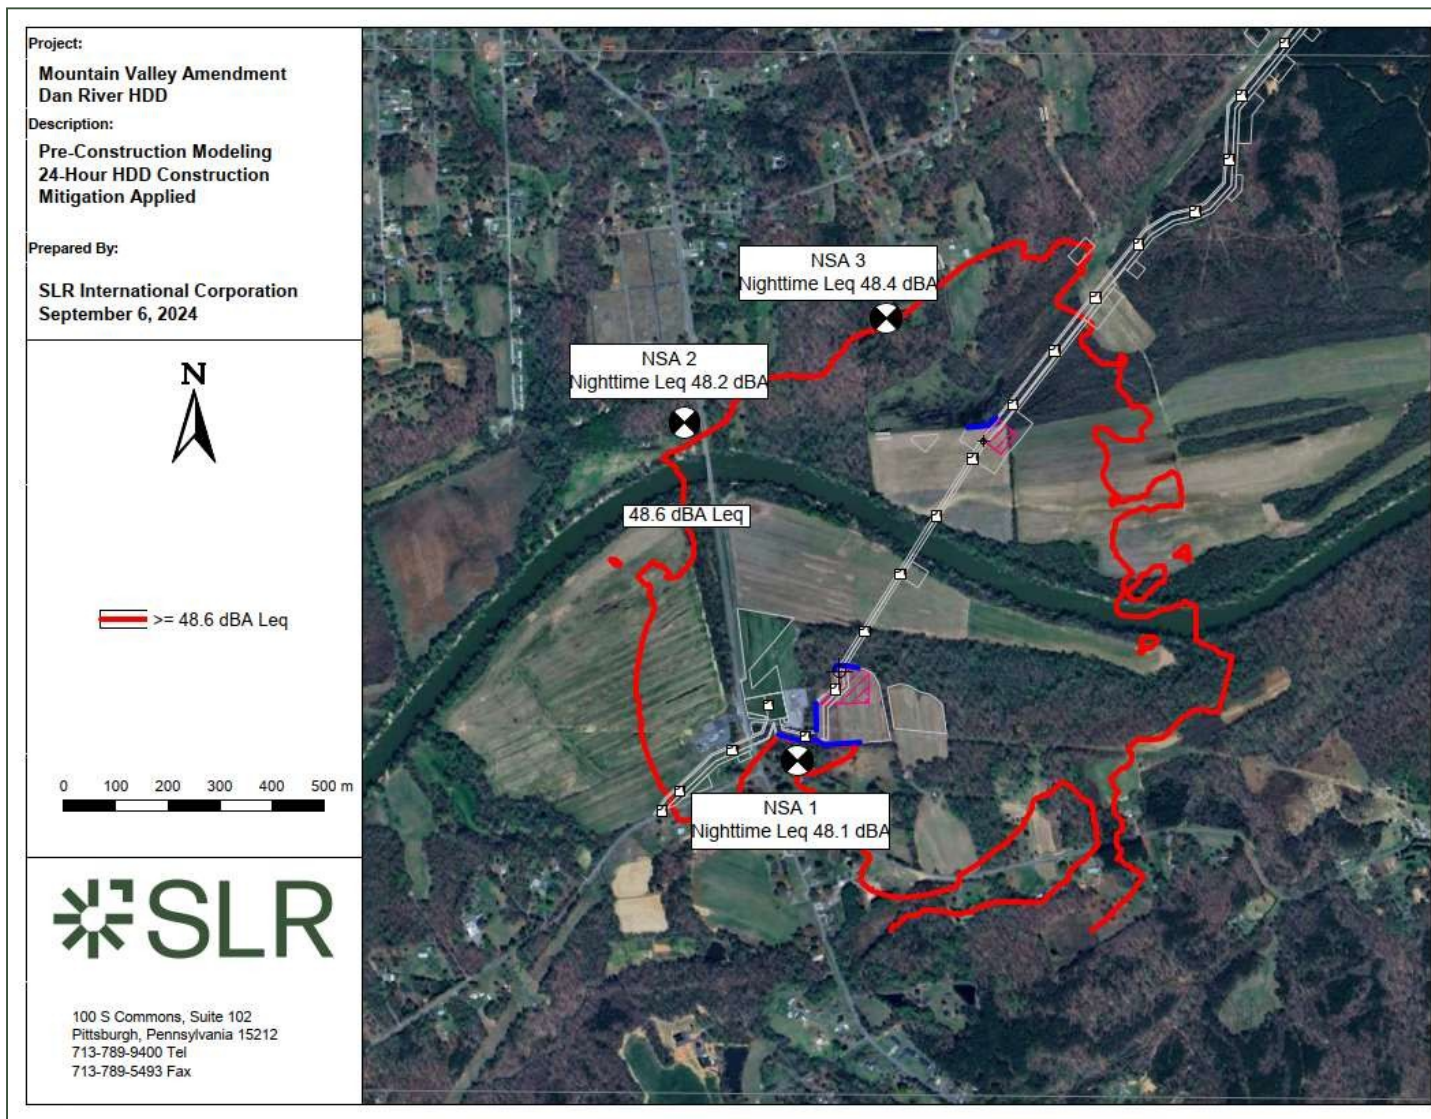 Project:
Mountain Valley Amendment
Dan River HDD
Description:
Pre-Construction Modeling
24-Hour HDD Construction
Mitigation Applied
Prepared By:
SLR International Corporation
September 6, 2024
N
>= 48.6 dBA Leq
0 100 200 300 400 500 m
SLR
100 S Commons, Suite 102
Pittsburgh, Pennsylvania 15212
713-789-9400 Tel
713-789-5493 Fax
NSA 3
Nighttime Leq 48.4 dBA
NSA 2
Nighttime Leq 48.2 dBA
48.6 dBA Leq
NSA 1
Nighttime Leq 48.1 dBA